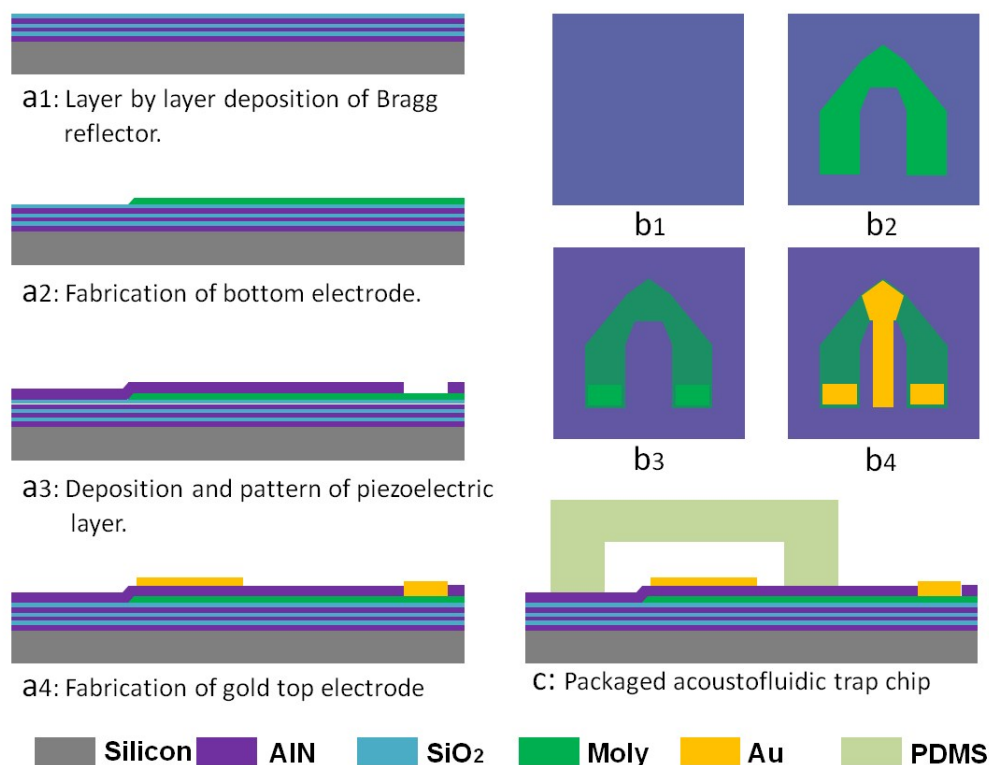 a1: Layer by layer deposition of Bragg
reflector.
a2: Fabrication of bottom electrode.
a3: Deposition and pattern of piezoelectric
layer.
a4: Fabrication of gold top electrode
b1
b2
b3
b4
c: Packaged acoustofluidic trap chip
Silicon AlN SiO2 Moly Au PDMS